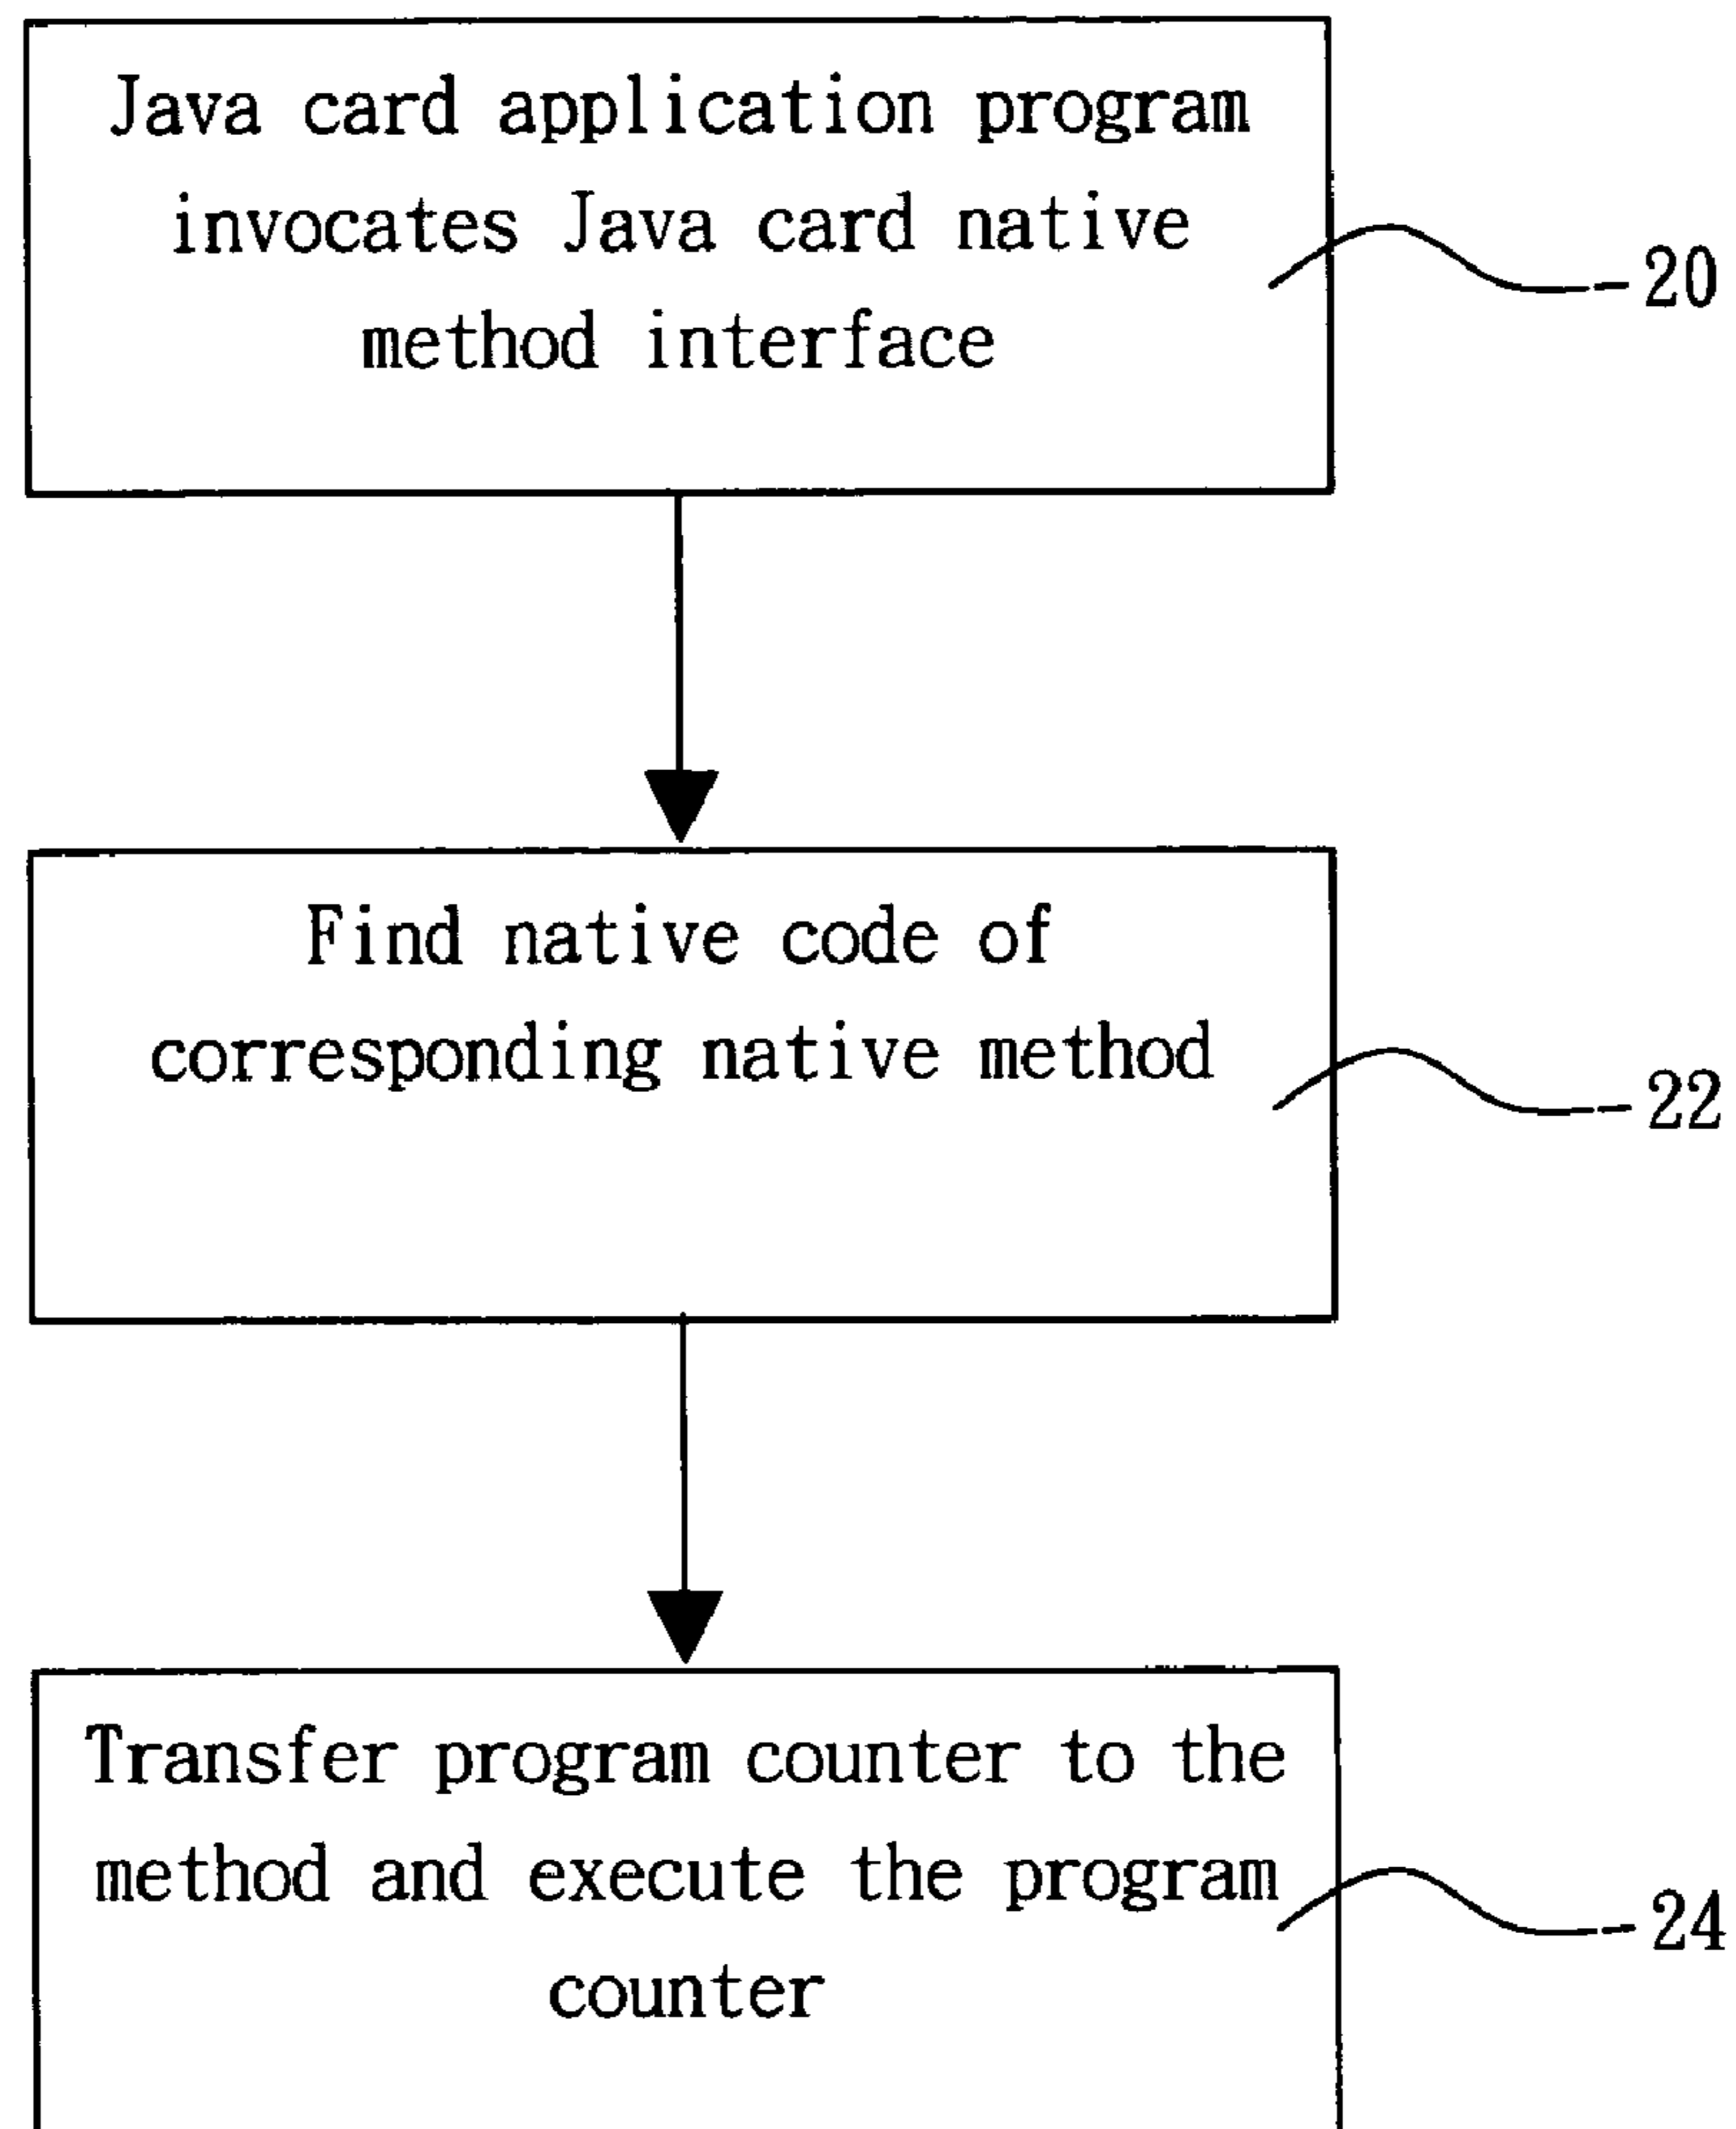 Java card application program
invocates Java card native
method interface
20
Find native code of
corresponding native method
22
Transfer program counter to the
method and execute the program
counter
24